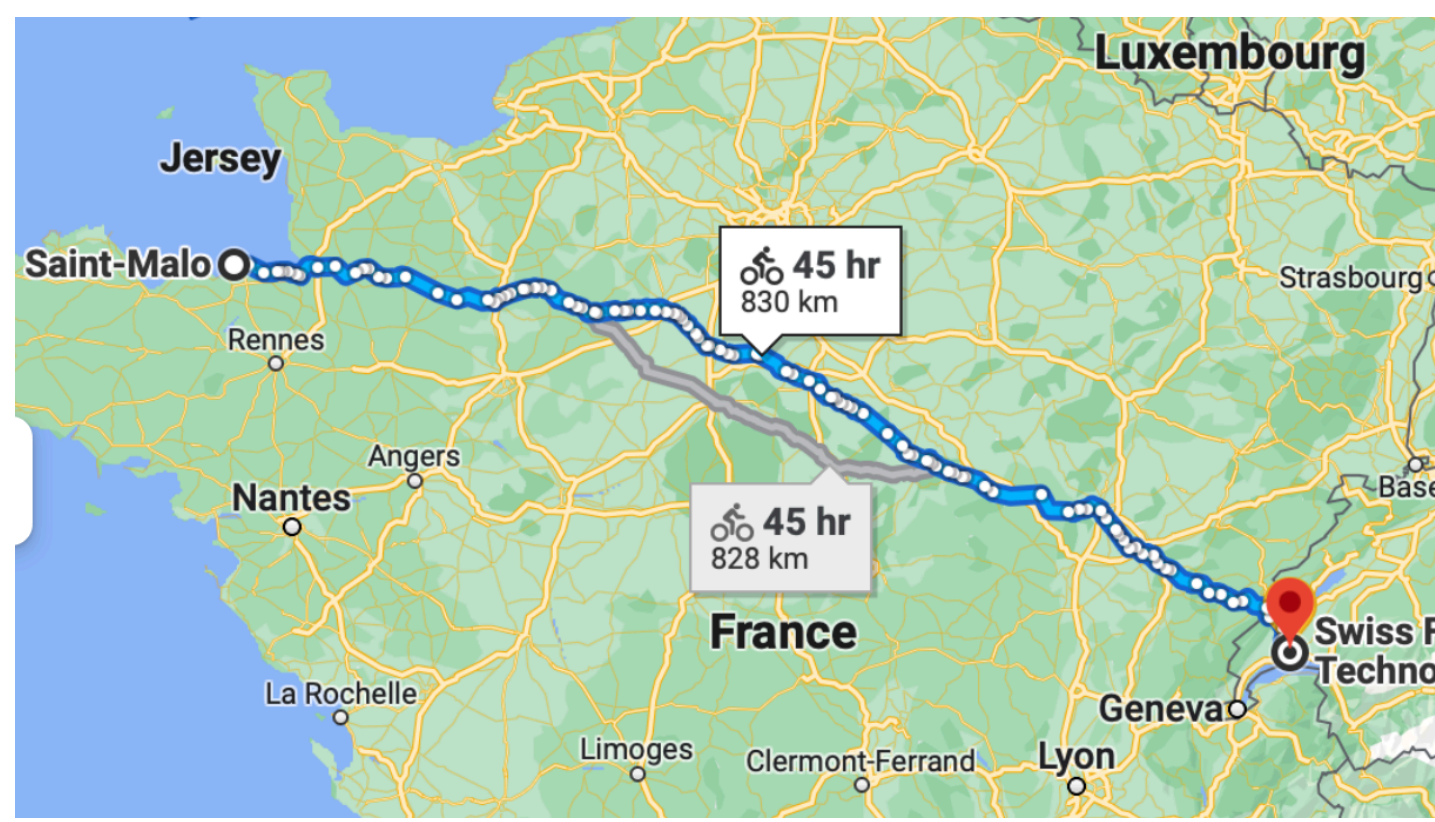 Luxembourg
Jersey
Saint-Malo
45 hr
830 km
Strasbourg
Rennes
Angers
Nantes
Base
45 hr
828 km
France
Swiss F
Techno
La Rochelle
Geneva
Limoges
Clermont-Ferrand
Lyon